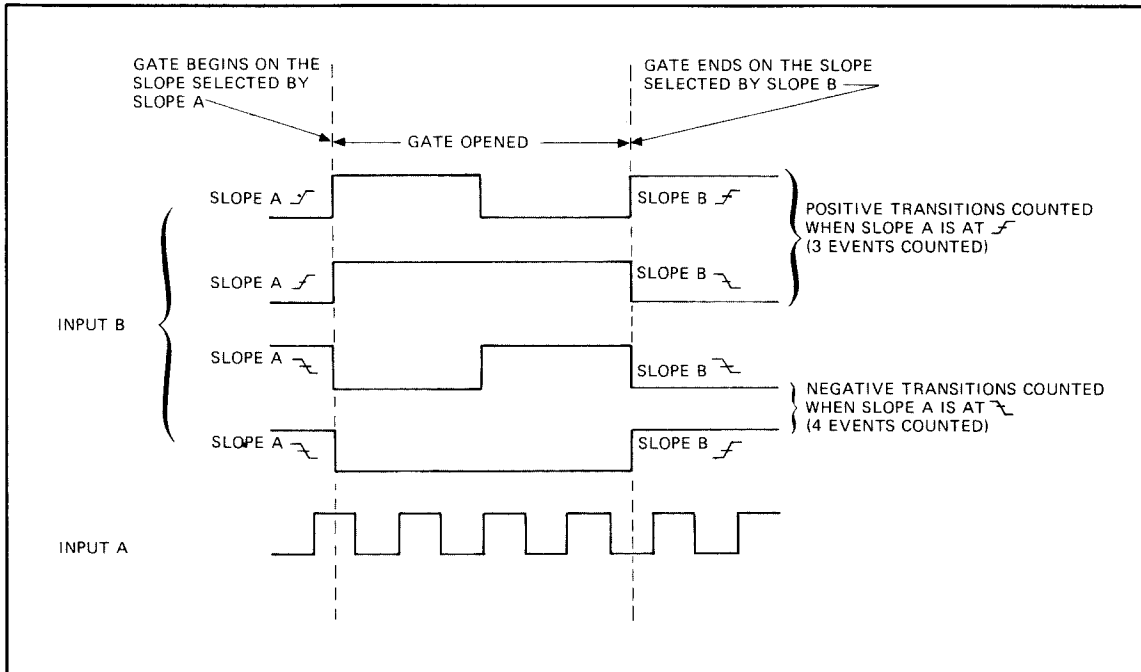 GATE BEGINS ON THE
SLOPE SELECTED BY
SLOPE A
GATE ENDS ON THE SLOPE
SELECTED BY SLOPE B
GATE OPENED
SLOPE A
SLOPE B
POSITIVE TRANSITIONS COUNTED
WHEN SLOPE A IS AT
(3 EVENTS COUNTED)
SLOPE A
SLOPE B
INPUT B
SLOPE A
SLOPE B
NEGATIVE TRANSITIONS COUNTED
WHEN SLOPE A IS AT
(4 EVENTS COUNTED)
SLOPE A
SLOPE B
INPUT A